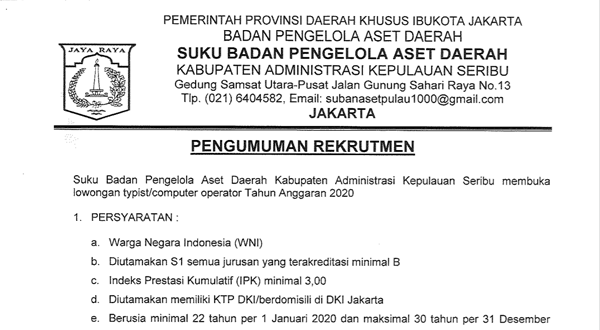 JAYA RAYA
PEMERINTAH PROVINSI DAERAH KHUSUS IBUKOTA JAKARTA
BADAN PENGELOLA ASET DAERAH
SUKU BADAN PENGELOLA ASET DAERAH
KABUPATEN ADMINISTRASI KEPULAUAN SERIBU
Gedung Samsat Utara-Pusat Jalan Gunung Sahari Raya No.13
Tlp. (021) 6404582, Email: subanasetpulau1000@gmail.com
JAKARTA
PENGUMUMAN REKRUTMEN
Suku Badan Pengelola Aset Daerah Kabupaten Administrasi Kepulauan Seribu membuka
lowongan typist/computer operator Tahun Anggaran 2020
1. PERSYARATAN :
a. Warga Negara Indonesia (WNI)
b. Diutamakan S1 semua jurusan yang terakreditasi minimal B
c. Indeks Prestasi Kumulatif (IPK) minimal 3,00
d. Diutamakan memiliki KTP DKI/berdomisili di DKI Jakarta
e. Berusia minimal 22 tahun per 1 Januari 2020 dan maksimal 30 tahun per 31 Desember